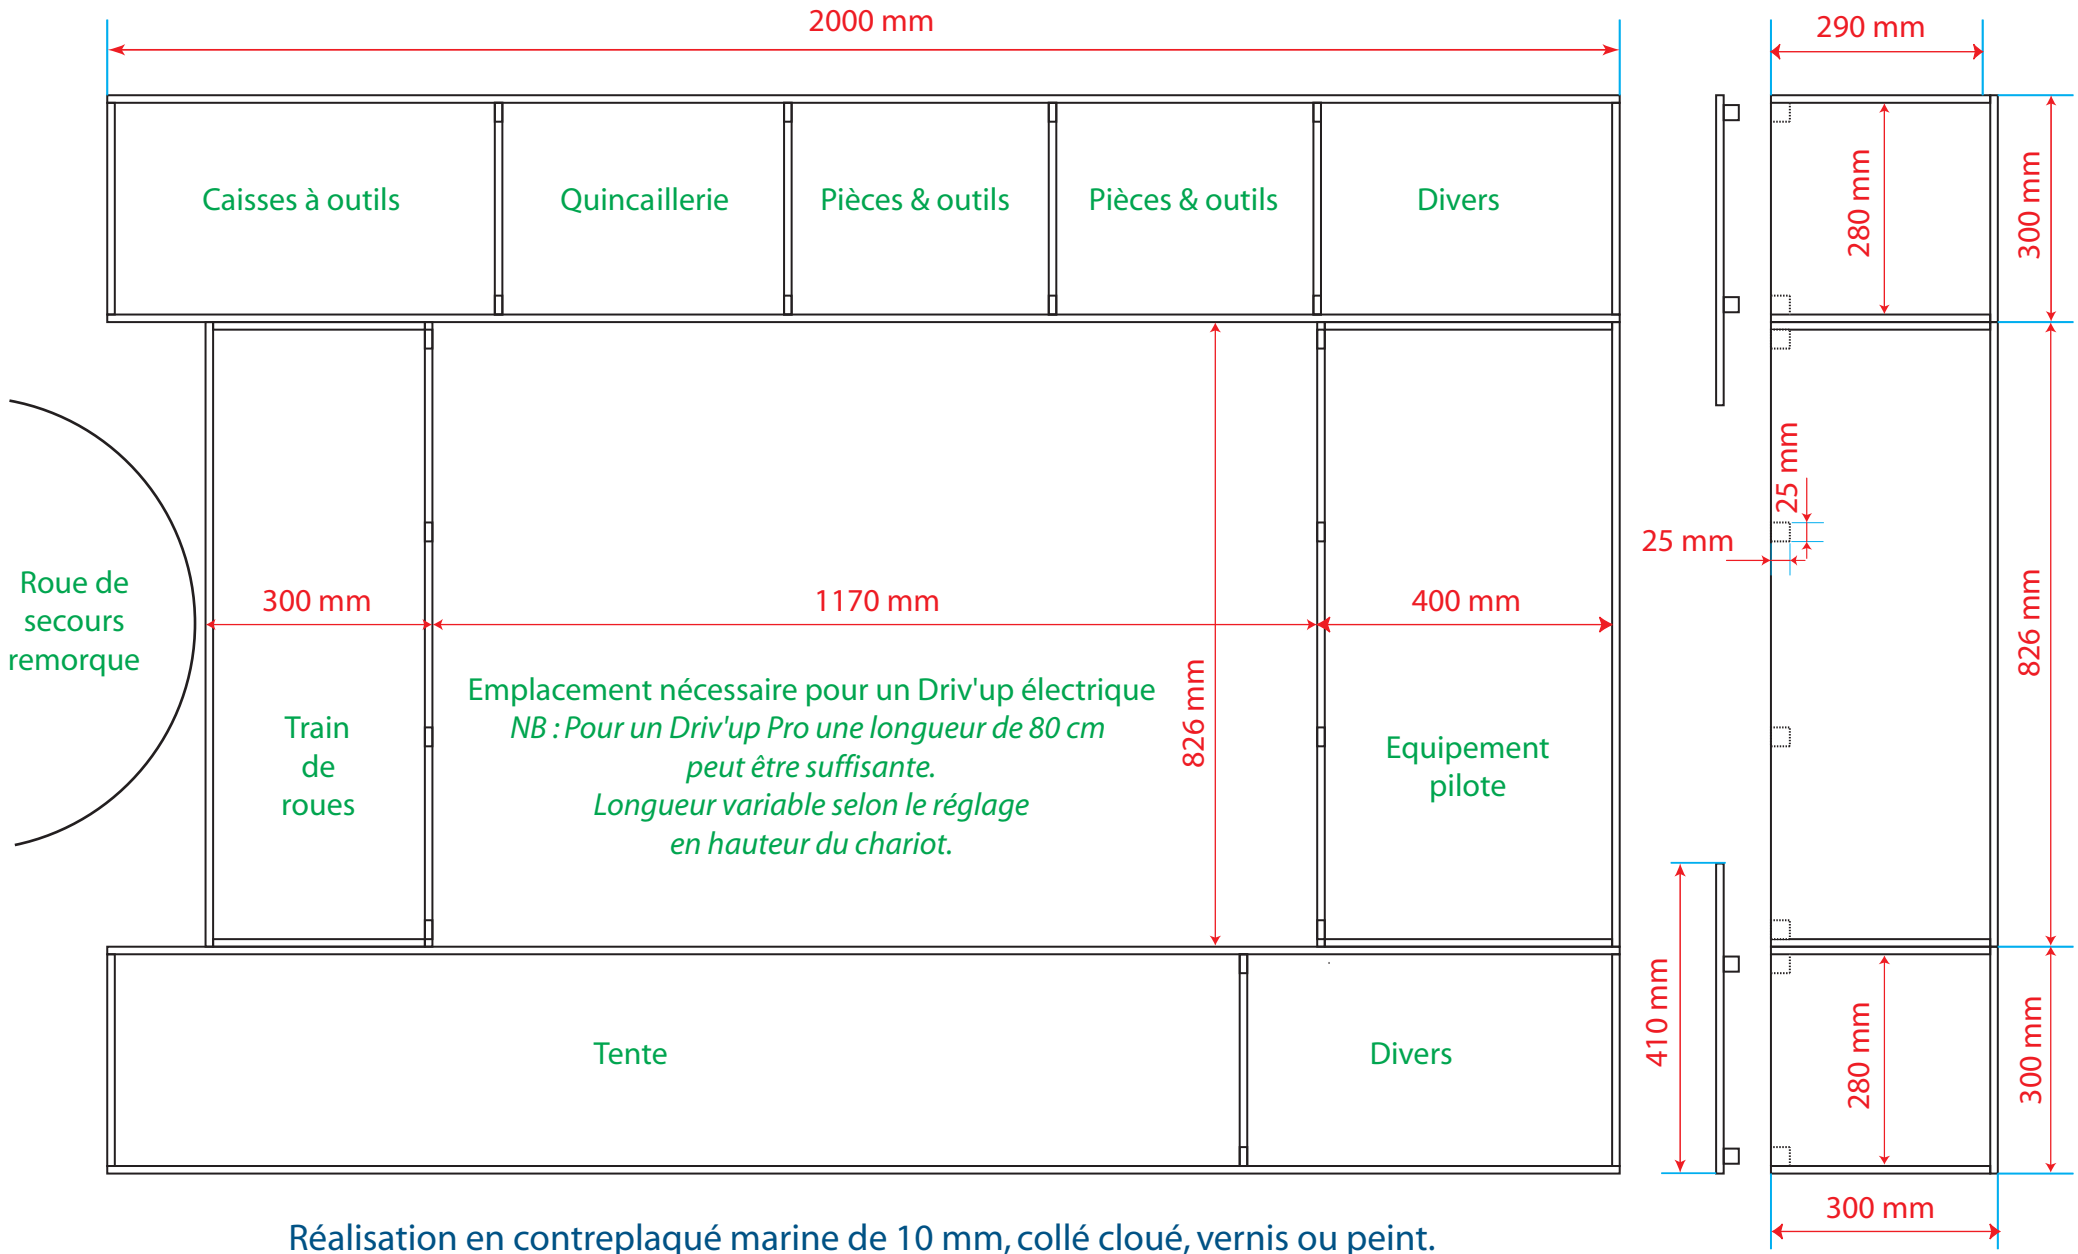 2000 mm
290 mm
Caisses à outils
Quincaillerie
Pièces & outils
Pièces & outils
Divers
280 mm
300 mm
Roue de
secours
remorque
300 mm
1170 mm
400 mm
25 mm
25 mm
826 mm
826 mm
Train
de
roues
Emplacement nécessaire pour un Driv'up électrique
NB : Pour un Driv'up Pro une longueur de 80 cm
peut être suffisante.
Longueur variable selon le réglage
en hauteur du chariot.
Equipement
pilote
Tente
Divers
410 mm
280 mm
300 mm
300 mm
Réalisation en contreplaqué marine de 10 mm, collé cloué, vernis ou peint.